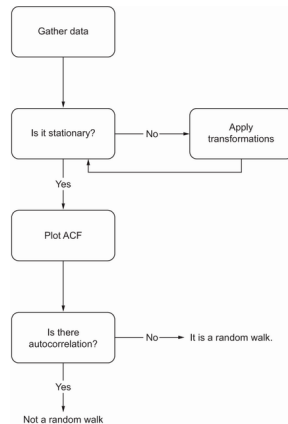 Gather data
Is it stationary?
No
Apply
transformations
Yes
Plot ACF
Is there
autocorrelation?
No
It is a random walk.
Yes
Not a random walk